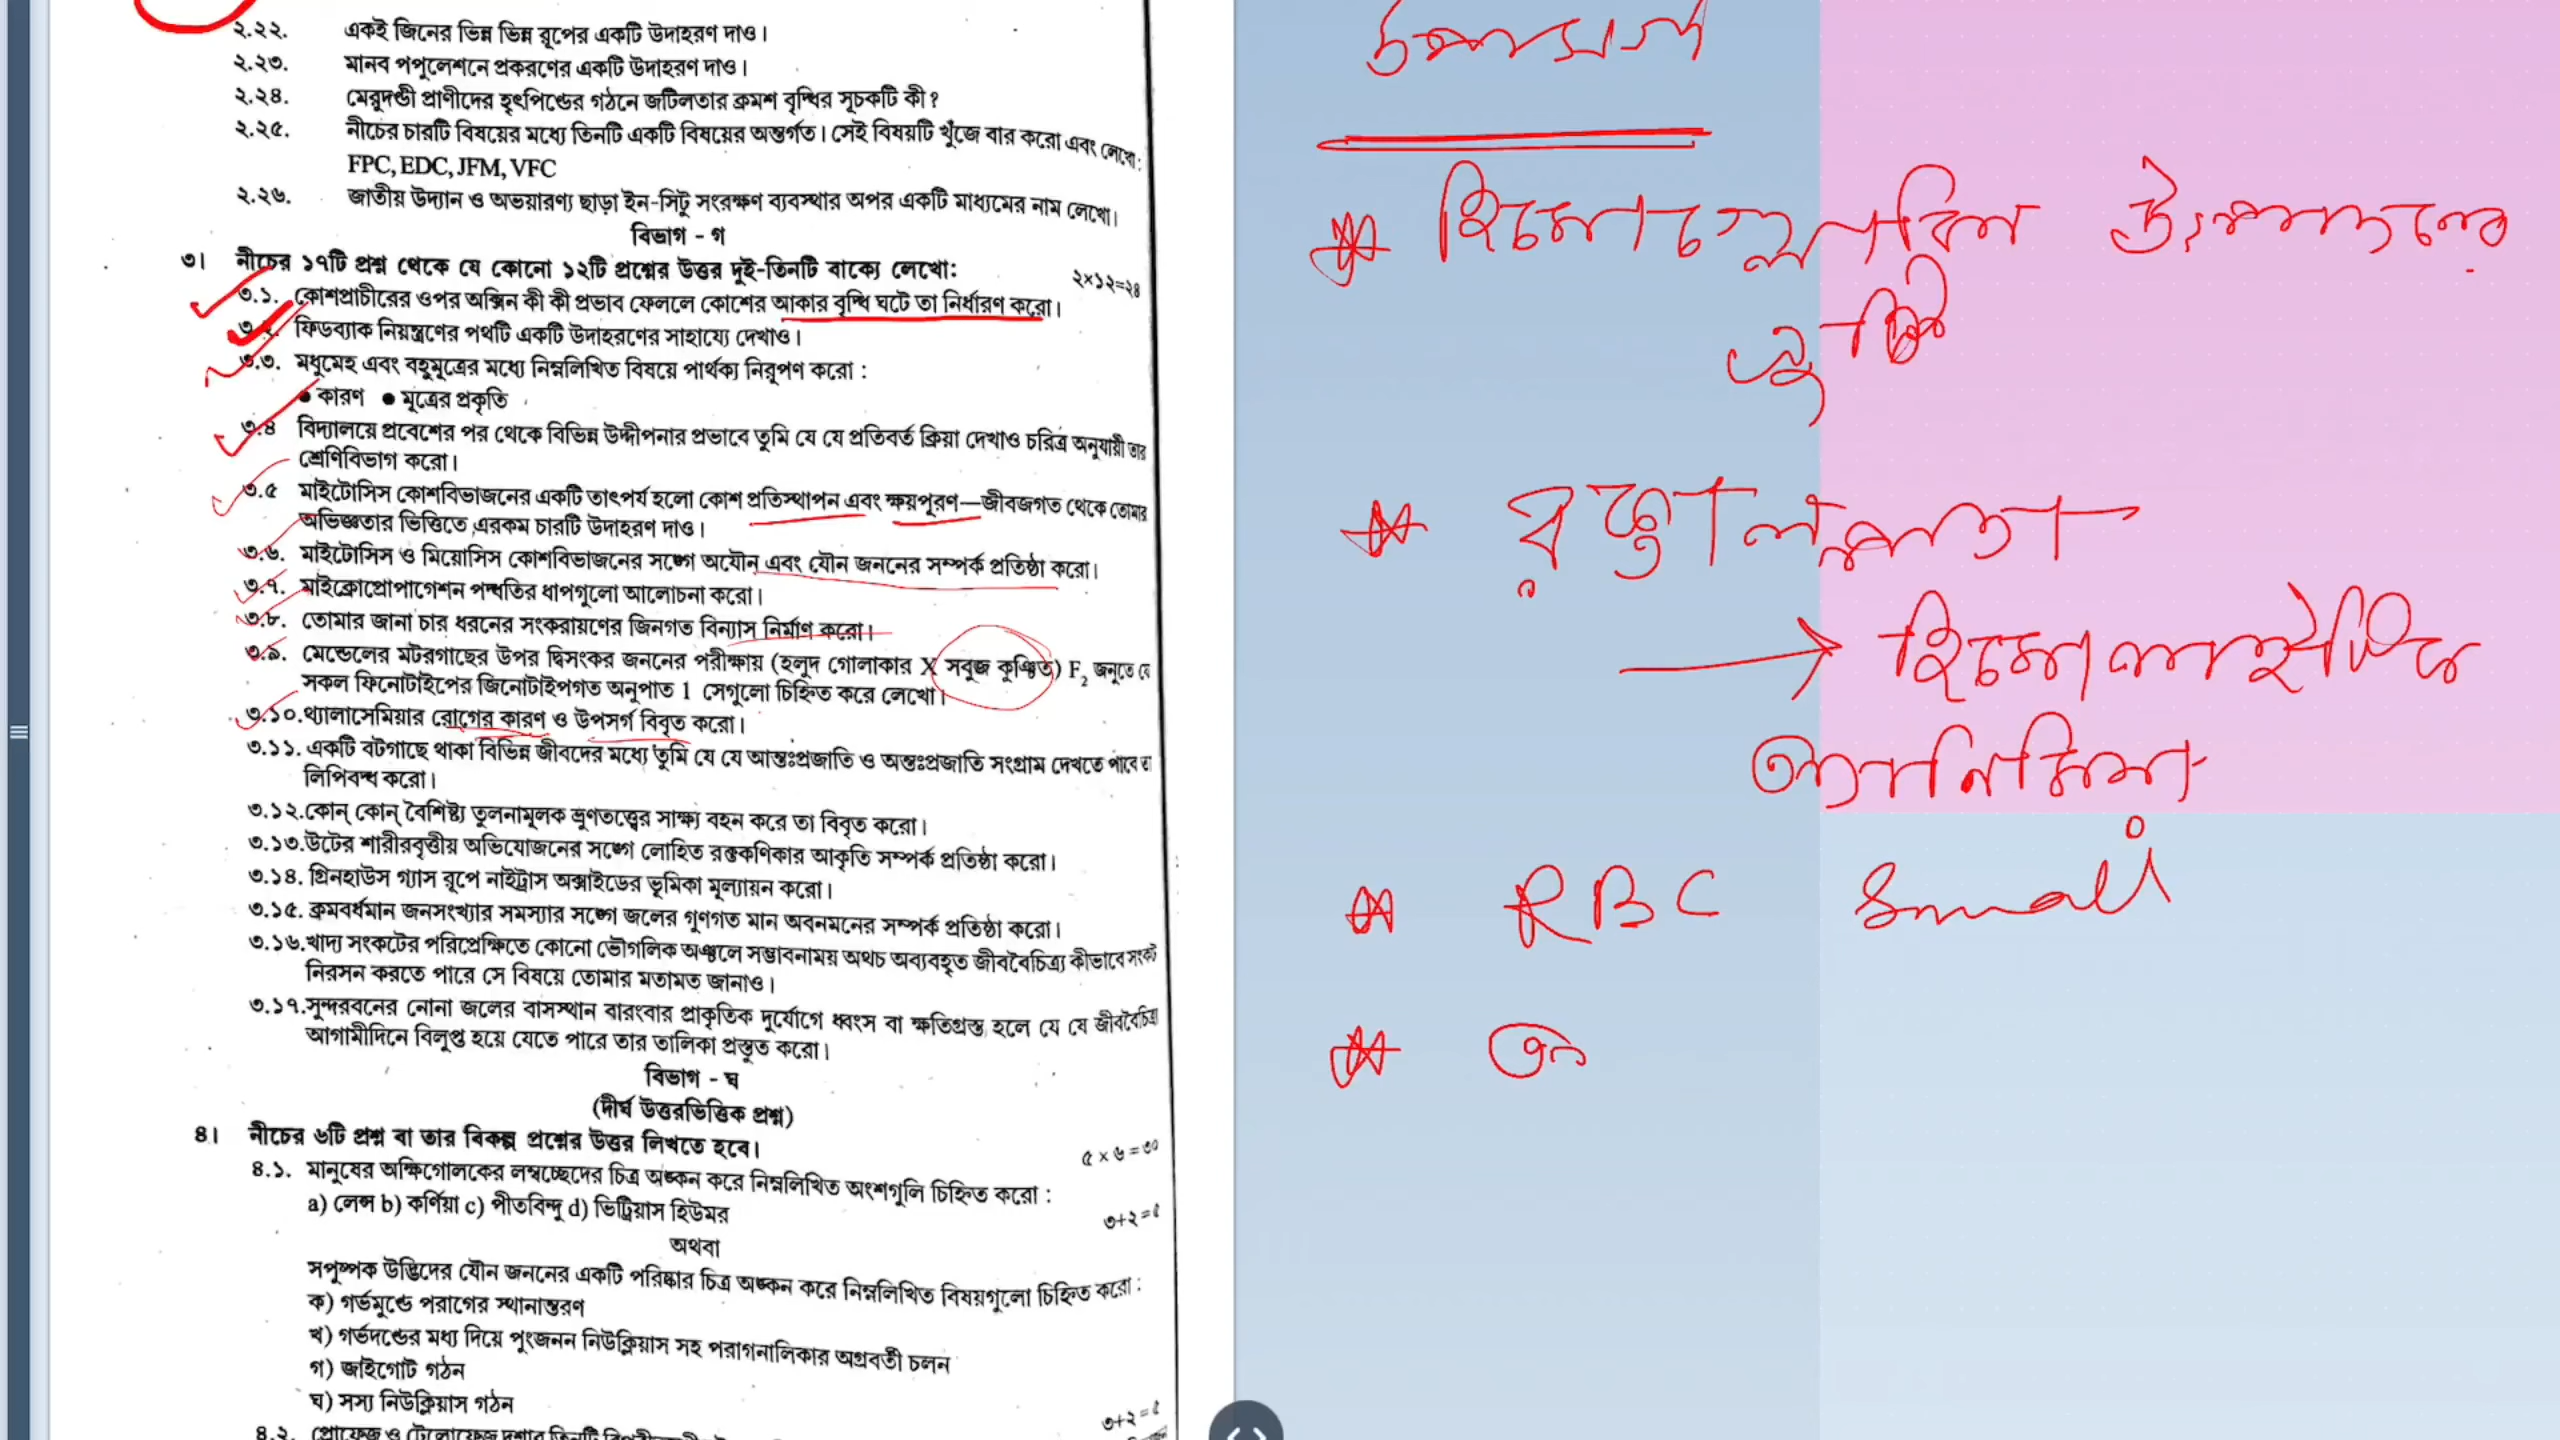 ২.২২. একই জিনের ভিন্ন ভিন্ন রূপের একটি উদাহরণ দাও।
২.২৩. মানব পপুলেশনে প্রকরণের একটি উদাহরণ দাও।
২.২৪. মেরুদণ্ডী প্রাণীদের হৃৎপিণ্ডের গঠনে জটিলতার ক্রমশ বৃদ্ধির সূচকটি কী?
২.২৫. নীচের চারটি বিষয়ের মধ্যে তিনটি একটি বিষয়ের অন্তর্গত। সেই বিষয়টি খুঁজে বার করো এবং লেখো:
FPC, EDC, JFM, VFC
২.২৬. জাতীয় উদ্যান ও অভয়ারণ্য ছাড়া ইন-সিটু সংরক্ষণ ব্যবস্থার অপর একটি মাধ্যমের নাম লেখো।
বিভাগ - গ
৩। নীচের ১৭টি প্রশ্ন থেকে যে কোনো ১২টি প্রশ্নের উত্তর দুই-তিনটি বাক্যে লেখো: ২×১২=২৪
৩.১. কোশপ্রাচীরের ওপর অক্সিন কী কী প্রভাব ফেললে কোশের আকার বৃদ্ধি ঘটে তা নির্ধারণ করো।
৩.২. ফিডব্যাক নিয়ন্ত্রণের পথটি একটি উদাহরণের সাহায্যে দেখাও।
৩.৩. মধুমেহ এবং বহুমূত্রের মধ্যে নিম্নলিখিত বিষয়ে পার্থক্য নিরূপণ করো :
● কারণ ● মূত্রের প্রকৃতি
৩.৪ বিদ্যালয়ে প্রবেশের পর থেকে বিভিন্ন উদ্দীপনার প্রভাবে তুমি যে যে প্রতিবর্ত ক্রিয়া দেখাও চরিত্র অনুযায়ী তার
শ্রেণিবিভাগ করো।
৩.৫ মাইটোসিস কোশবিভাজনের একটি তাৎপর্য হলো কোশ প্রতিস্থাপন এবং ক্ষয়পূরণ—জীবজগত থেকে তোমার
অভিজ্ঞতার ভিত্তিতে এরকম চারটি উদাহরণ দাও।
৩.৬. মাইটোসিস ও মিয়োসিস কোশবিভাজনের সঙ্গে অযৌন এবং যৌন জননের সম্পর্ক প্রতিষ্ঠা করো।
৩.৭. মাইক্রোপ্রোপাগেশন পদ্ধতির ধাপগুলো আলোচনা করো।
৩.৮. তোমার জানা চার ধরনের সংকরায়ণের জিনগত বিন্যাস নির্মাণ করো।
৩.৯. মেন্ডেলের মটরগাছের উপর দ্বিসংকর জননের পরীক্ষায় (হলুদ গোলাকার X সবুজ কুঞ্চিত) F₂ জনুতে যে
সকল ফিনোটাইপের জিনোটাইপগত অনুপাত 1 সেগুলো চিহ্নিত করে লেখো।
৩.১০.থ্যালাসেমিয়ার রোগের কারণ ও উপসর্গ বিবৃত করো।
৩.১১. একটি বটগাছে থাকা বিভিন্ন জীবদের মধ্যে তুমি যে যে আন্তঃপ্রজাতি ও অন্তঃপ্রজাতি সংগ্রাম দেখতে পাবে তা
লিপিবদ্ধ করো।
৩.১২.কোন্ কোন্ বৈশিষ্ট্য তুলনামূলক ভ্রূণতত্ত্বের সাক্ষ্য বহন করে তা বিবৃত করো।
৩.১৩.উটের শারীরবৃত্তীয় অভিযোজনের সঙ্গে লোহিত রক্তকণিকার আকৃতি সম্পর্ক প্রতিষ্ঠা করো।
৩.১৪. গ্রিনহাউস গ্যাস রূপে নাইট্রাস অক্সাইডের ভূমিকা মূল্যায়ন করো।
৩.১৫. ক্রমবর্ধমান জনসংখ্যার সমস্যার সঙ্গে জলের গুণগত মান অবনমনের সম্পর্ক প্রতিষ্ঠা করো।
৩.১৬.খাদ্য সংকটের পরিপ্রেক্ষিতে কোনো ভৌগলিক অঞ্চলে সম্ভাবনাময় অথচ অব্যবহৃত জীববৈচিত্র্য কীভাবে সংকট
নিরসন করতে পারে সে বিষয়ে তোমার মতামত জানাও।
৩.১৭.সুন্দরবনের নোনা জলের বাসস্থান বারংবার প্রাকৃতিক দুর্যোগে ধ্বংস বা ক্ষতিগ্রস্ত হলে যে যে জীববৈচিত্র্য
আগামীদিনে বিলুপ্ত হয়ে যেতে পারে তার তালিকা প্রস্তুত করো।
বিভাগ - ঘ
(দীর্ঘ উত্তরভিত্তিক প্রশ্ন)
৪। নীচের ৬টি প্রশ্ন বা তার বিকল্প প্রশ্নের উত্তর লিখতে হবে। ৫×৬=৩০
৪.১. মানুষের অক্ষিগোলকের লম্বচ্ছেদের চিত্র অঙ্কন করে নিম্নলিখিত অংশগুলি চিহ্নিত করো :
a) লেন্স b) কর্ণিয়া c) পীতবিন্দু d) ভিট্রিয়াস হিউমর ৩+২=৫
অথবা
সপুষ্পক উদ্ভিদের যৌন জননের একটি পরিষ্কার চিত্র অঙ্কন করে নিম্নলিখিত বিষয়গুলো চিহ্নিত করো :
ক) গর্ভমুণ্ডে পরাগের স্থানান্তরণ
খ) গর্ভদণ্ডের মধ্য দিয়ে পুংজনন নিউক্লিয়াস সহ পরাগনালিকার অগ্রবর্তী চলন
গ) জাইগোট গঠন
ঘ) সস্য নিউক্লিয়াস গঠন ৩+২=৫
৪.২. প্রোফেজ ও টেলোফেজ দশার তিনটি
উপসর্গ
হিমোগ্লোবিন উৎপাদনের
ত্রুটি
রক্তাল্পতা
→ হিমোলাইটিক
অ্যানিমিয়া
RBC Small